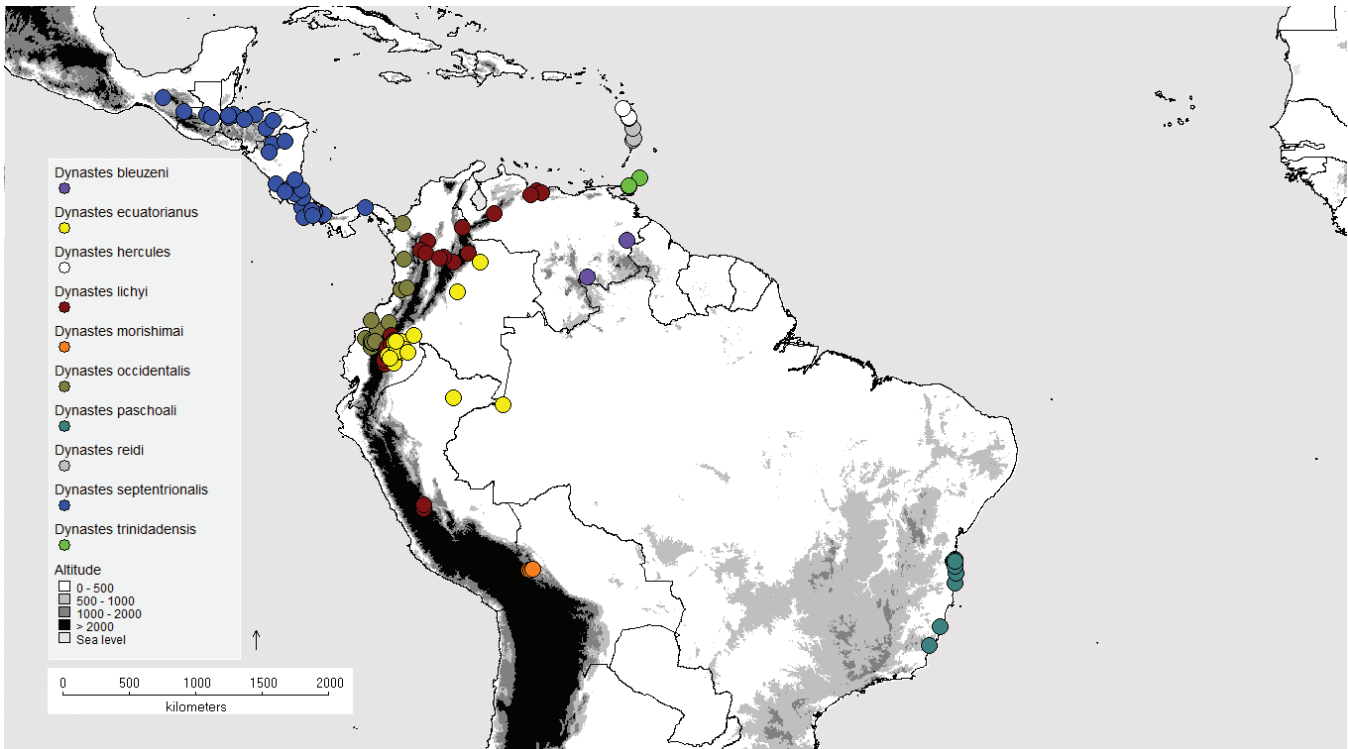 Dynastes bleuzeni
Dynastes ecuatorianus
Dynastes hercules
Dynastes lichyi
Dynastes morishimai
Dynastes occidentalis
Dynastes paschoali
Dynastes reidi
Dynastes septentrionalis
Dynastes trinidadensis
Altitude
0 - 500
500 - 1000
1000 - 2000
> 2000
Sea level
0 500 1000 1500 2000
kilometers